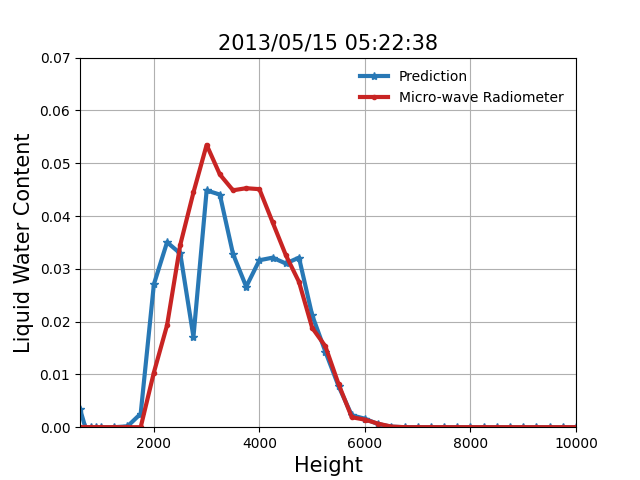 2013/05/15 05:22:38
0.07
0.06
0.05
0.04
0.03
0.02
0.01
0.00
Liquid Water Content
Prediction
Micro-wave Radiometer
2000 4000 6000 8000 10000
Height